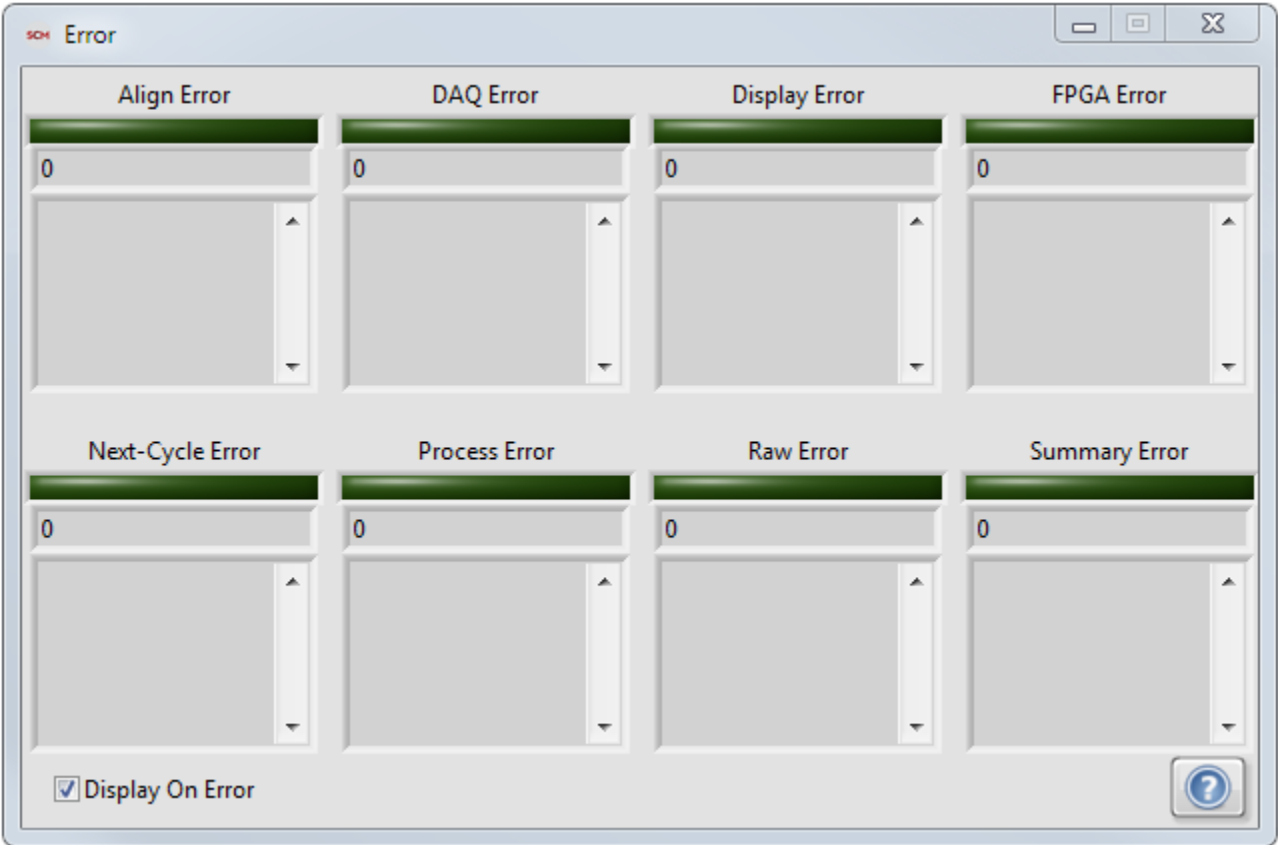 SCM Error
Align Error DAQ Error Display Error FPGA Error
0 0 0 0
Next-Cycle Error Process Error Raw Error Summary Error
0 0 0 0
Display On Error
?